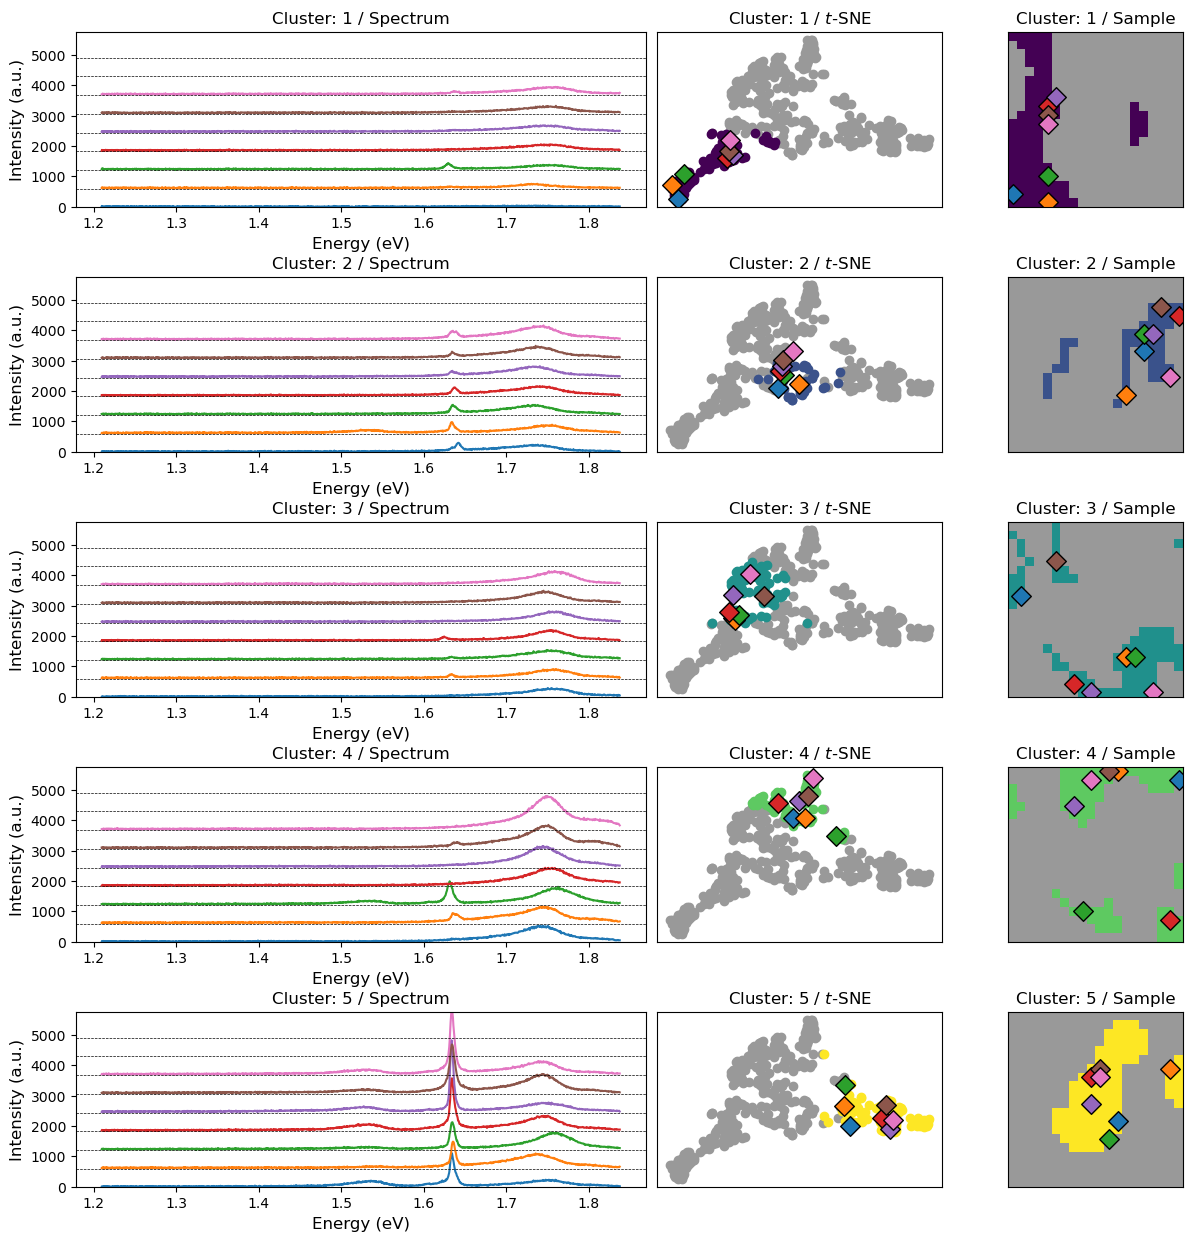 Cluster: 1 / Spectrum
Cluster: 1 / t-SNE
Cluster: 1 / Sample
Intensity (a.u.)
5000
4000
3000
2000
1000
0
1.2 1.3 1.4 1.5 1.6 1.7 1.8
Energy (eV)
Cluster: 2 / Spectrum
Cluster: 2 / t-SNE
Cluster: 2 / Sample
Intensity (a.u.)
5000
4000
3000
2000
1000
0
1.2 1.3 1.4 1.5 1.6 1.7 1.8
Energy (eV)
Cluster: 3 / Spectrum
Cluster: 3 / t-SNE
Cluster: 3 / Sample
Intensity (a.u.)
5000
4000
3000
2000
1000
0
1.2 1.3 1.4 1.5 1.6 1.7 1.8
Energy (eV)
Cluster: 4 / Spectrum
Cluster: 4 / t-SNE
Cluster: 4 / Sample
Intensity (a.u.)
5000
4000
3000
2000
1000
0
1.2 1.3 1.4 1.5 1.6 1.7 1.8
Energy (eV)
Cluster: 5 / Spectrum
Cluster: 5 / t-SNE
Cluster: 5 / Sample
Intensity (a.u.)
5000
4000
3000
2000
1000
0
1.2 1.3 1.4 1.5 1.6 1.7 1.8
Energy (eV)